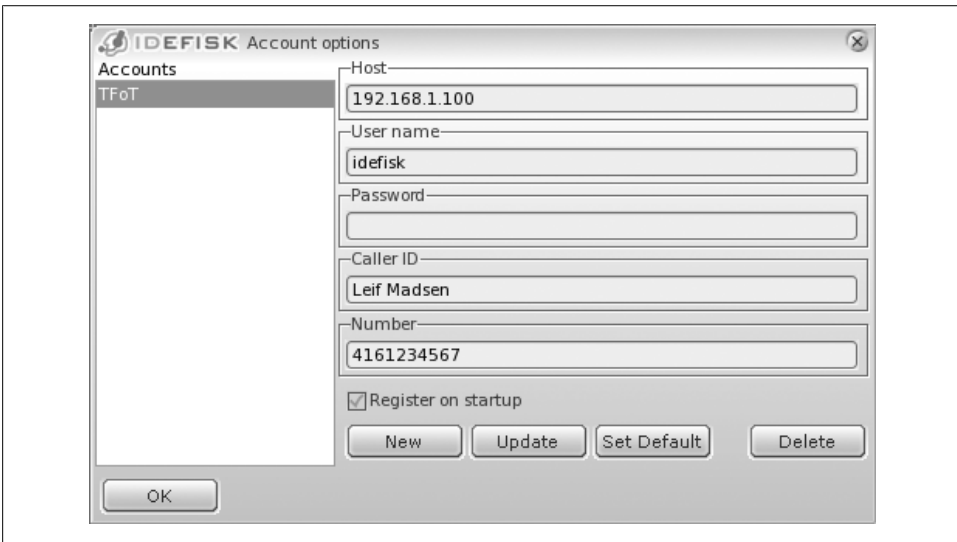 IDEFISK Account options
Accounts
TFoT
Host
192.168.1.100
User name
idefisk
Password
Caller ID
Leif Madsen
Number
4161234567
Register on startup
New Update Set Default Delete
OK